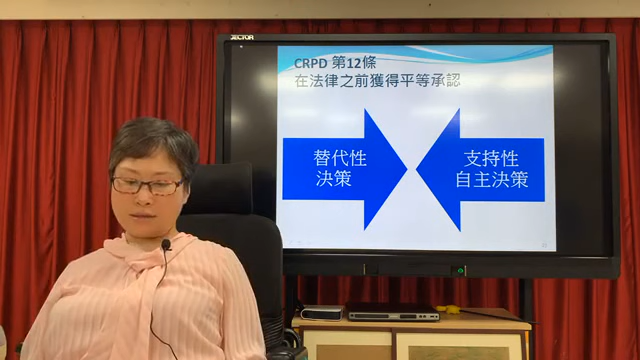 VECTOR
CRPD 第12條
在法律之前獲得平等承認
替代性
決策
支持性
自主決策